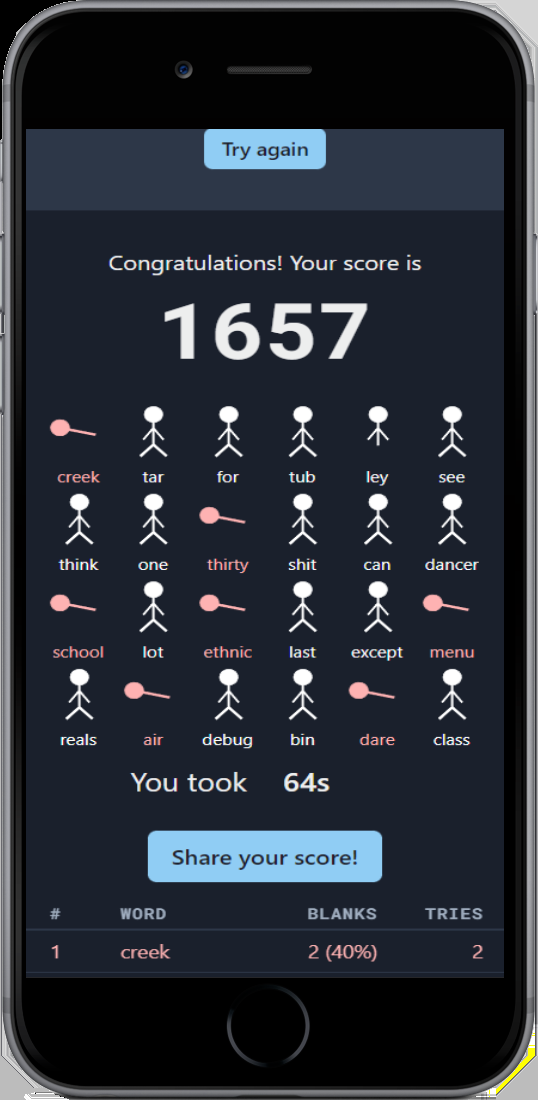 Try again
Congratulations! Your score is
1657
creek tar for tub ley see
think one thirty shit can dancer
school lot ethnic last except menu
reals air debug bin dare class
You took 64s
Share your score!
# WORD BLANKS TRIES
1 creek 2 (40%) 2